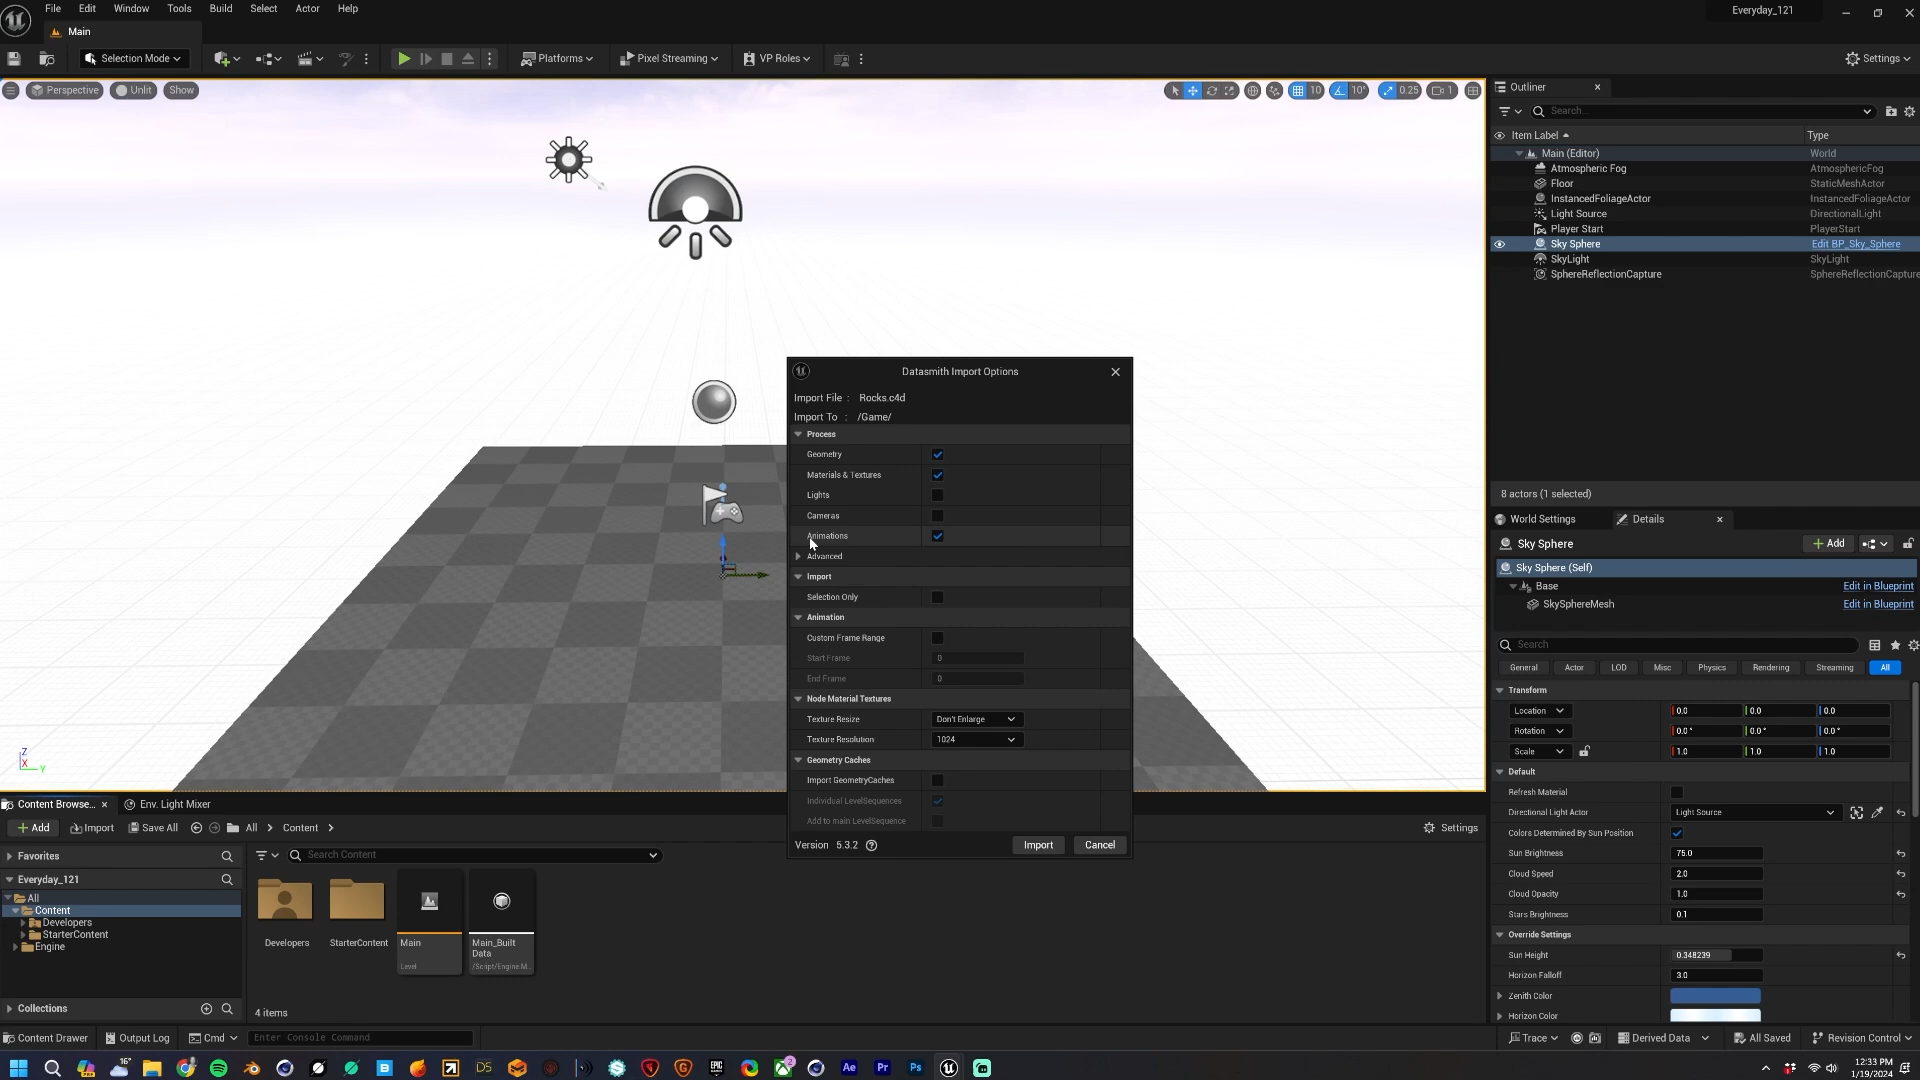 File Edit Window Tools Build Select Actor Help Everyday_121
Main
Selection Mode Platforms Pixel Streaming VP Roles Settings
Perspective Unlit Show 10 10° 0.25 1
Outliner
Search...
Item Label Type
Main (Editor) World
Atmospheric Fog AtmosphericFog
Floor StaticMeshActor
InstancedFoliageActor InstancedFoliageActor
Light Source DirectionalLight
Player Start PlayerStart
Sky Sphere Edit BP_Sky_Sphere
SkyLight SkyLight
SphereReflectionCapture SphereReflectionCapture
8 actors (1 selected)
World Settings Details
Sky Sphere Add
Sky Sphere (Self)
Base Edit in Blueprint
SkySphereMesh Edit in Blueprint
Search
General Actor LOD Misc Physics Rendering Streaming All
Transform
Location 0.0 0.0 0.0
Rotation 0.0° 0.0° 0.0°
Scale 1.0 1.0 1.0
Default
Refresh Material
Directional Light Actor Light Source
Colors Determined By Sun Position
Sun Brightness 75.0
Cloud Speed 2.0
Cloud Opacity 1.0
Stars Brightness 0.1
Override Settings
Sun Height 0.348239
Horizon Falloff 3.0
Zenith Color
Horizon Color
Datasmith Import Options
Import File : Rocks.c4d
Import To : /Game/
Process
Geometry
Materials & Textures
Lights
Cameras
Animations
Advanced
Import
Selection Only
Animation
Custom Frame Range
Start Frame 0
End Frame 0
Node Material Textures
Texture Resize Don't Enlarge
Texture Resolution 1024
Geometry Caches
Import GeometryCaches
Individual LevelSequences
Add to main LevelSequence
Version 5.3.2 Import Cancel
Z
X Y
Content Browse... Env. Light Mixer
Add Import Save All All Content Settings
Favorites
Search Content
Everyday_121
All
Content
Developers
StarterContent
Engine
Collections
Developers StarterContent Main
Level
Main_Built
Data
/Script/Engine.M...
4 items
Content Drawer Output Log Cmd Enter Console Command Trace Derived Data All Saved Revision Control
16° DS B EPIC 2 Ae Pr Ps
12:33 PM
1/19/2024